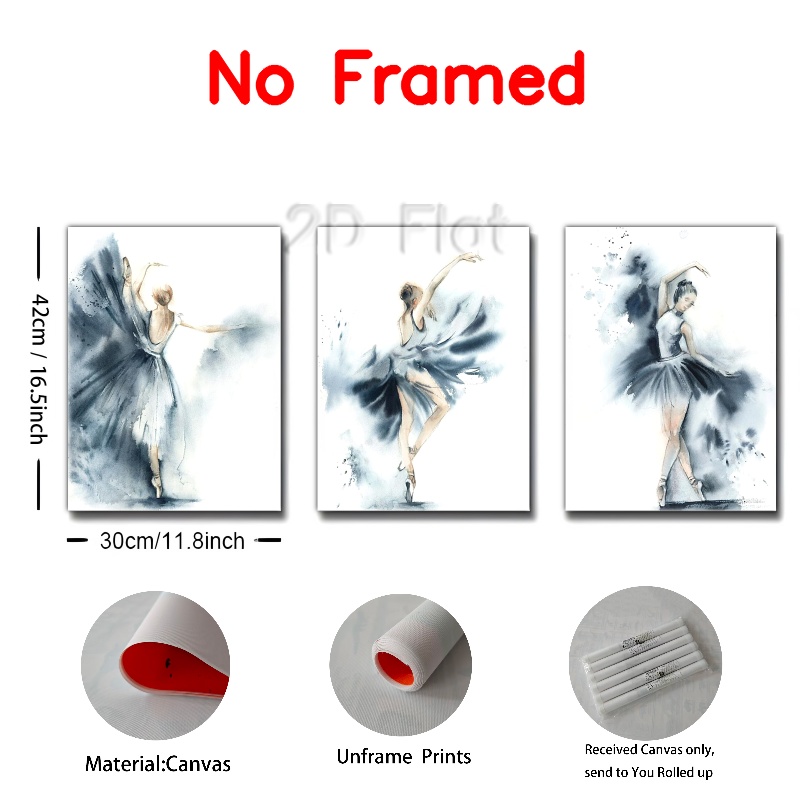 No Framed
2D Flat
42cm / 16.5inch
30cm/11.8inch
Material:Canvas
Unframe Prints
Received Canvas only,
send to You Rolled up